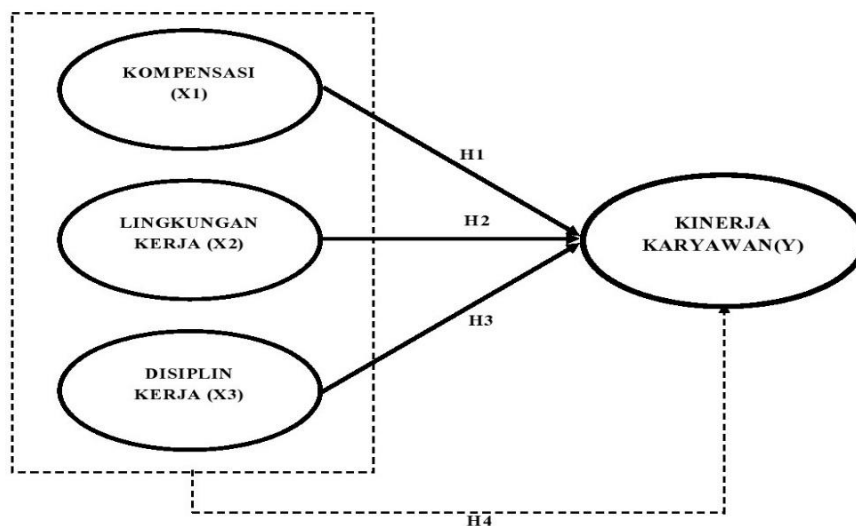 KOMPENSASI
(X1)
H1
LINGKUNGAN
KERJA (X2)
H2
KINERJA
KARYAWAN(Y)
H3
DISIPLIN
KERJA (X3)
H4